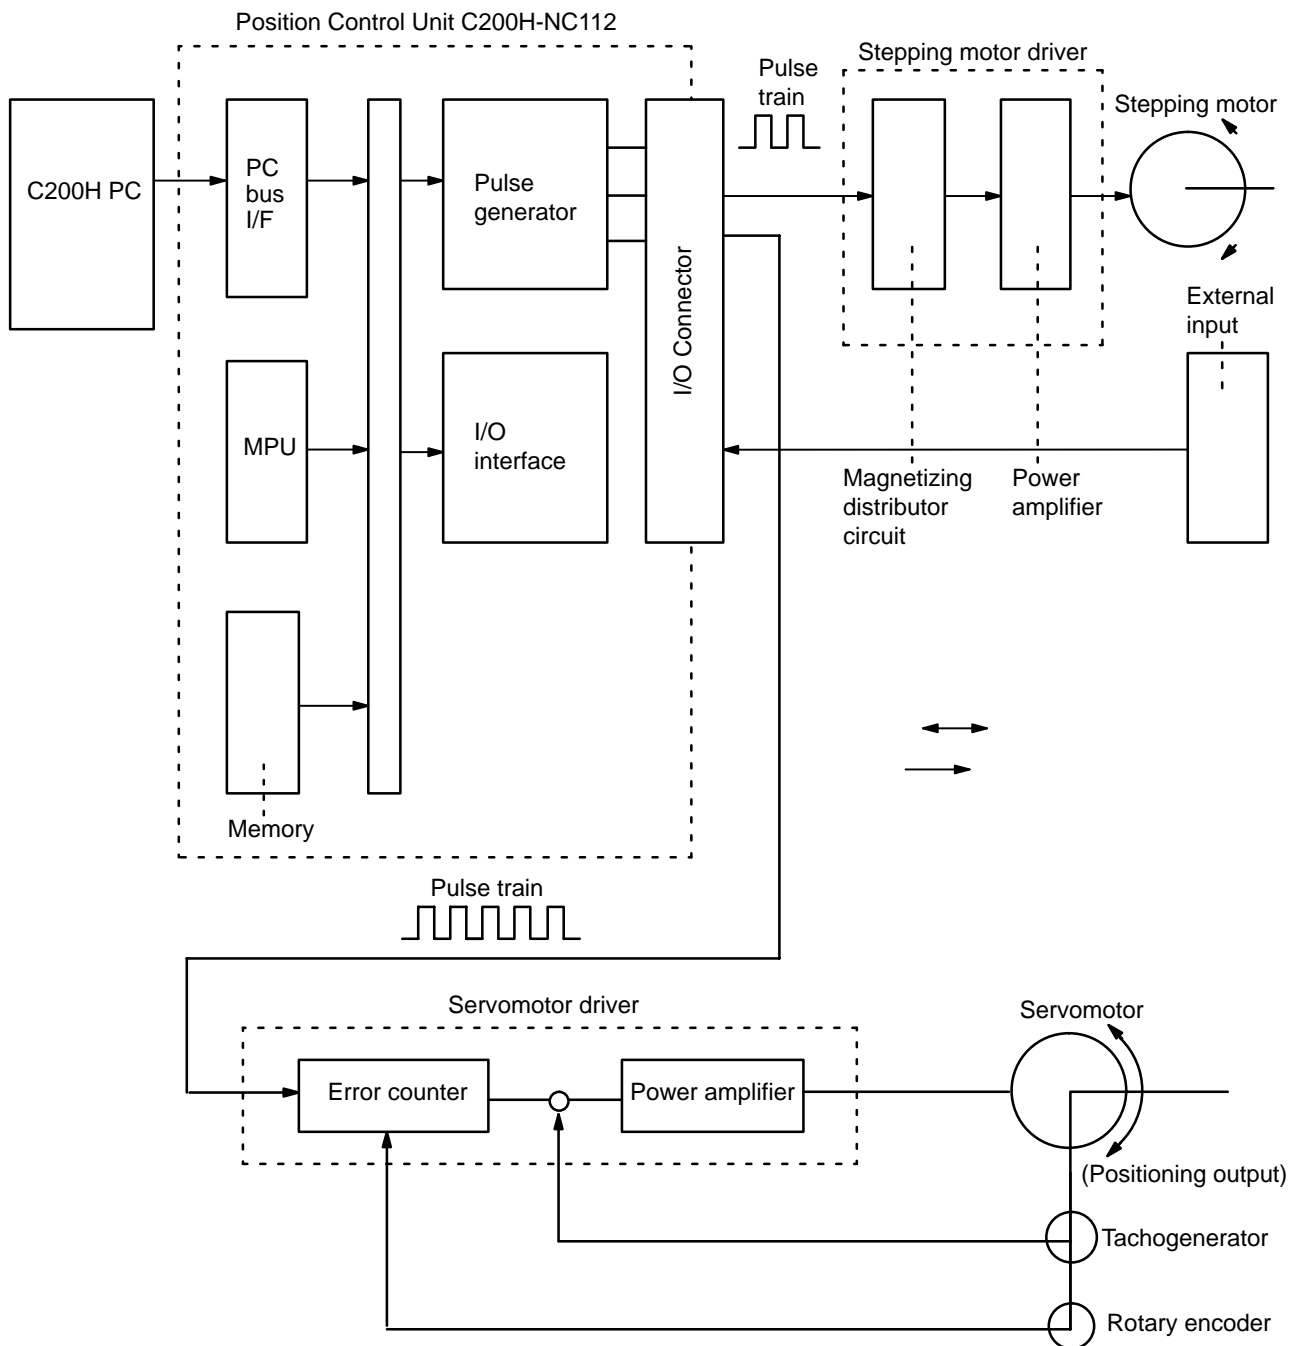 Position Control Unit C200H-NC112
Pulse
train
Stepping motor driver
Stepping motor
C200H PC
PC
bus
I/F
Pulse
generator
I/O Connector
External
input
MPU
I/O
interface
Magnetizing
distributor
circuit
Power
amplifier
Memory
Pulse train
Servomotor driver
Servomotor
Error counter
Power amplifier
(Positioning output)
Tachogenerator
Rotary encoder